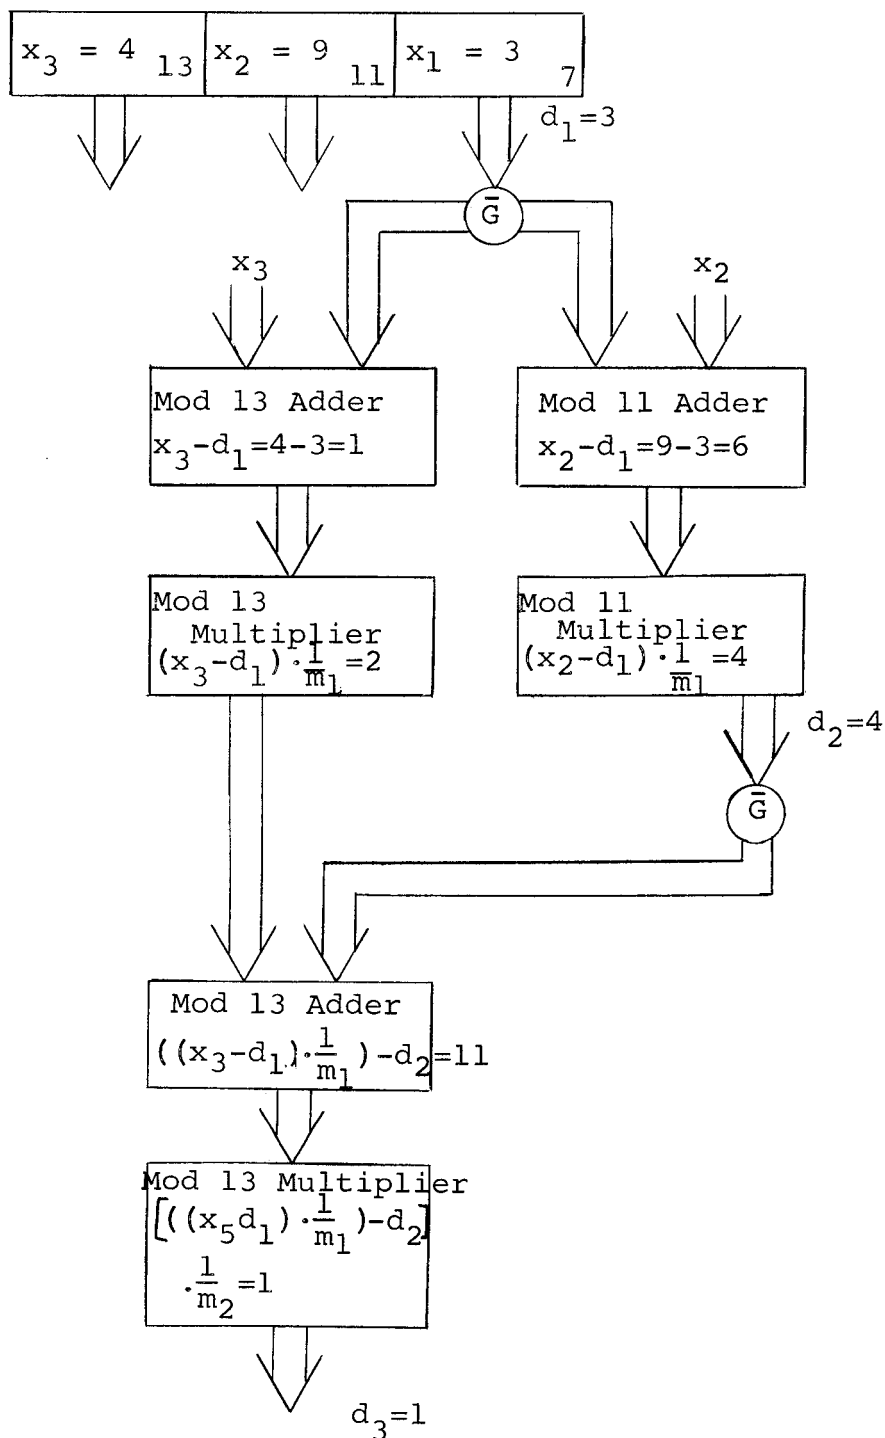 x₃ = 4 13 x₂ = 9 11 x₁ = 3 7
d₁=3
Ḡ
x₃ x₂
Mod 13 Adder
x₃-d₁=4-3=1
Mod 11 Adder
x₂-d₁=9-3=6
Mod 13
Multiplier
(x₃-d₁)·1/m₁=2
Mod 11
Multiplier
(x₂-d₁)·1/m₁=4
d₂=4
Ḡ
Mod 13 Adder
((x₃-d₁)·1/m₁)-d₂=11
Mod 13 Multiplier
[((x₅d₁)·1/m₁)-d₂]
·1/m₂=1
d₃=1